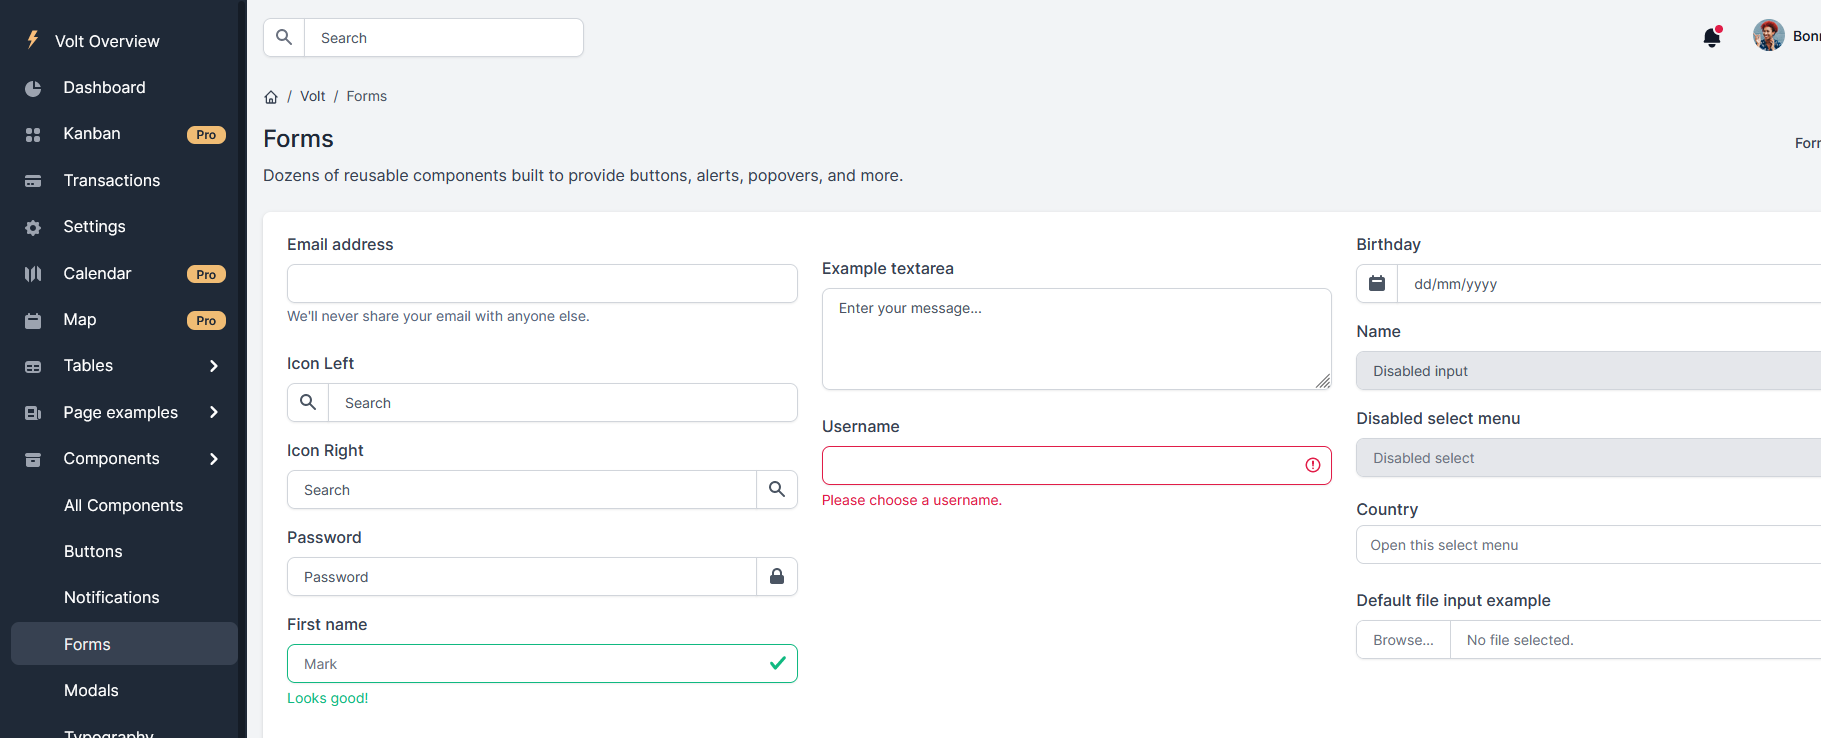 Volt Overview
Dashboard
Kanban Pro
Transactions
Settings
Calendar Pro
Map Pro
Tables
Page examples
Components
All Components
Buttons
Notifications
Forms
Modals
Typography
Search
/ Volt / Forms
Forms
Dozens of reusable components built to provide buttons, alerts, popovers, and more.
Email address
We'll never share your email with anyone else.
Icon Left
Search
Icon Right
Search
Password
Password
First name
Mark
Looks good!
Example textarea
Enter your message...
Username
Please choose a username.
Birthday
dd/mm/yyyy
Name
Disabled input
Disabled select menu
Disabled select
Country
Open this select menu
Default file input example
Browse... No file selected.